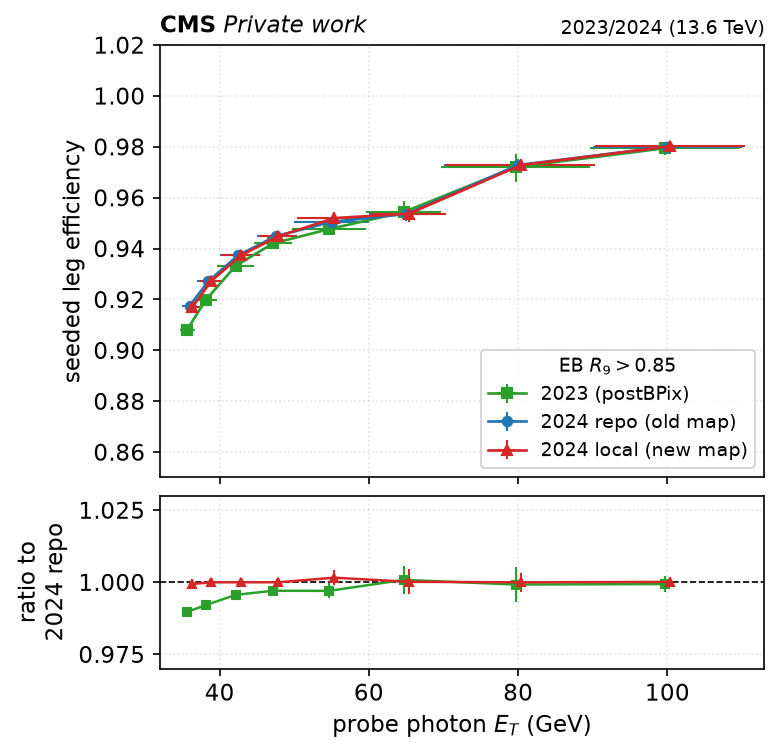 CMS Private work
2023/2024 (13.6 TeV)
1.02
1.00
0.98
0.96
0.94
0.92
0.90
0.88
0.86
seeded leg efficiency
EB R₉ > 0.85
2023 (postBPix)
2024 repo (old map)
2024 local (new map)
1.025
1.000
0.975
ratio to
2024 repo
40
60
80
100
probe photon E_T (GeV)